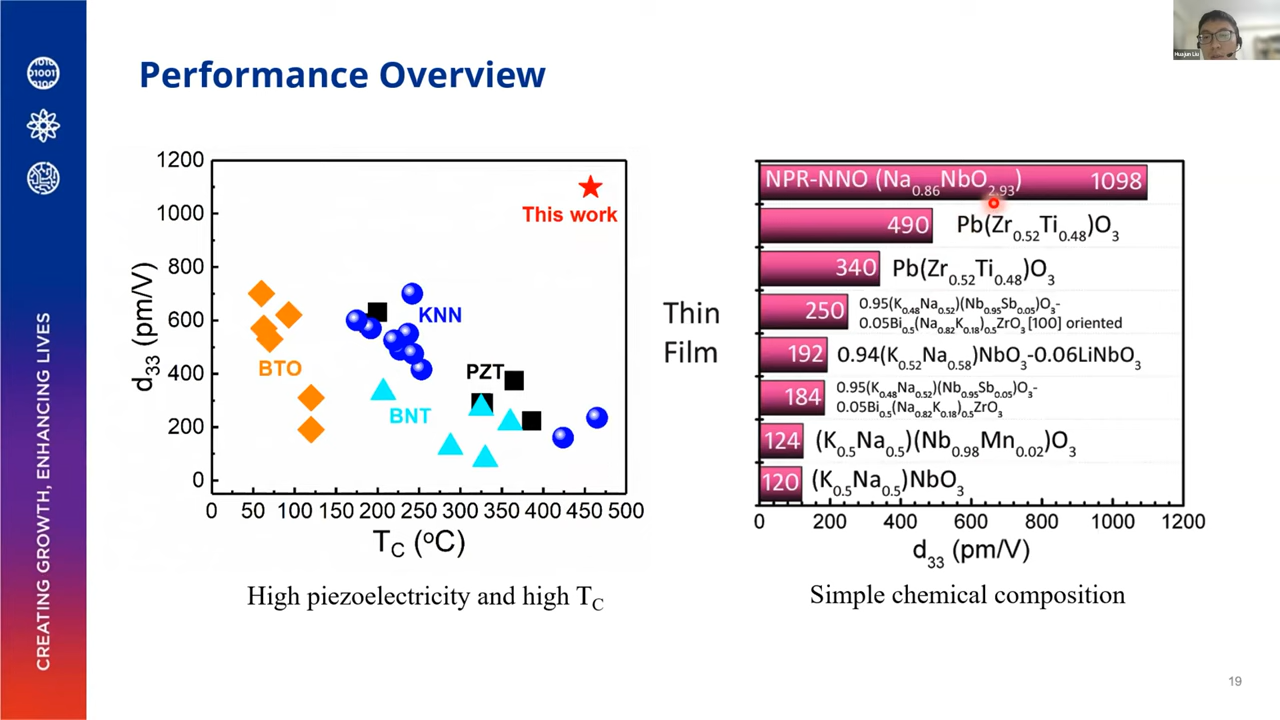 Performance Overview
Huajun Liu
CREATING GROWTH, ENHANCING LIVES
d33 (pm/V)
1200
1000
800
600
400
200
0
This work
KNN
BTO
PZT
BNT
0 50 100 150 200 250 300 350 400 450 500
TC (oC)
High piezoelectricity and high TC
Thin
Film
NPR-NNO (Na0.86NbO2.93) 1098
490 Pb(Zr0.52Ti0.48)O3
340 Pb(Zr0.52Ti0.48)O3
250 0.95(K0.48Na0.52)(Nb0.95Sb0.05)O3-
0.05Bi0.5(Na0.82K0.18)0.5ZrO3 [100] oriented
192 0.94(K0.52Na0.58)NbO3-0.06LiNbO3
184 0.95(K0.48Na0.52)(Nb0.95Sb0.05)O3-
0.05Bi0.5(Na0.82K0.18)0.5ZrO3
124 (K0.5Na0.5)(Nb0.98Mn0.02)O3
120 (K0.5Na0.5)NbO3
0 200 400 600 800 1000 1200
d33 (pm/V)
Simple chemical composition
19